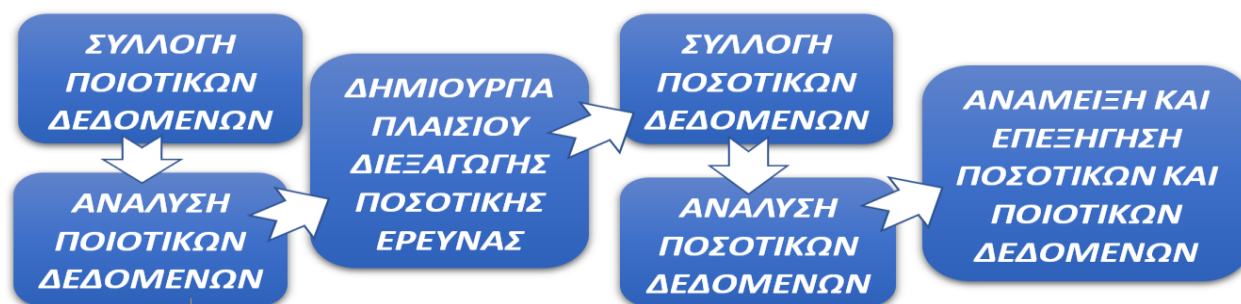 ΣΥΛΛΟΓΗ
ΠΟΙΟΤΙΚΩΝ
ΔΕΔΟΜΕΝΩΝ
ΑΝΑΛΥΣΗ
ΠΟΙΟΤΙΚΩΝ
ΔΕΔΟΜΕΝΩΝ
ΔΗΜΙΟΥΡΓΙΑ
ΠΛΑΙΣΙΟΥ
ΔΙΕΞΑΓΩΓΗΣ
ΠΟΣΟΤΙΚΗΣ
ΕΡΕΥΝΑΣ
ΣΥΛΛΟΓΗ
ΠΟΣΟΤΙΚΩΝ
ΔΕΔΟΜΕΝΩΝ
ΑΝΑΛΥΣΗ
ΠΟΣΟΤΙΚΩΝ
ΔΕΔΟΜΕΝΩΝ
ΑΝΑΜΕΙΞΗ ΚΑΙ
ΕΠΕΞΗΓΗΣΗ
ΠΟΣΟΤΙΚΩΝ ΚΑΙ
ΠΟΙΟΤΙΚΩΝ
ΔΕΔΟΜΕΝΩΝ